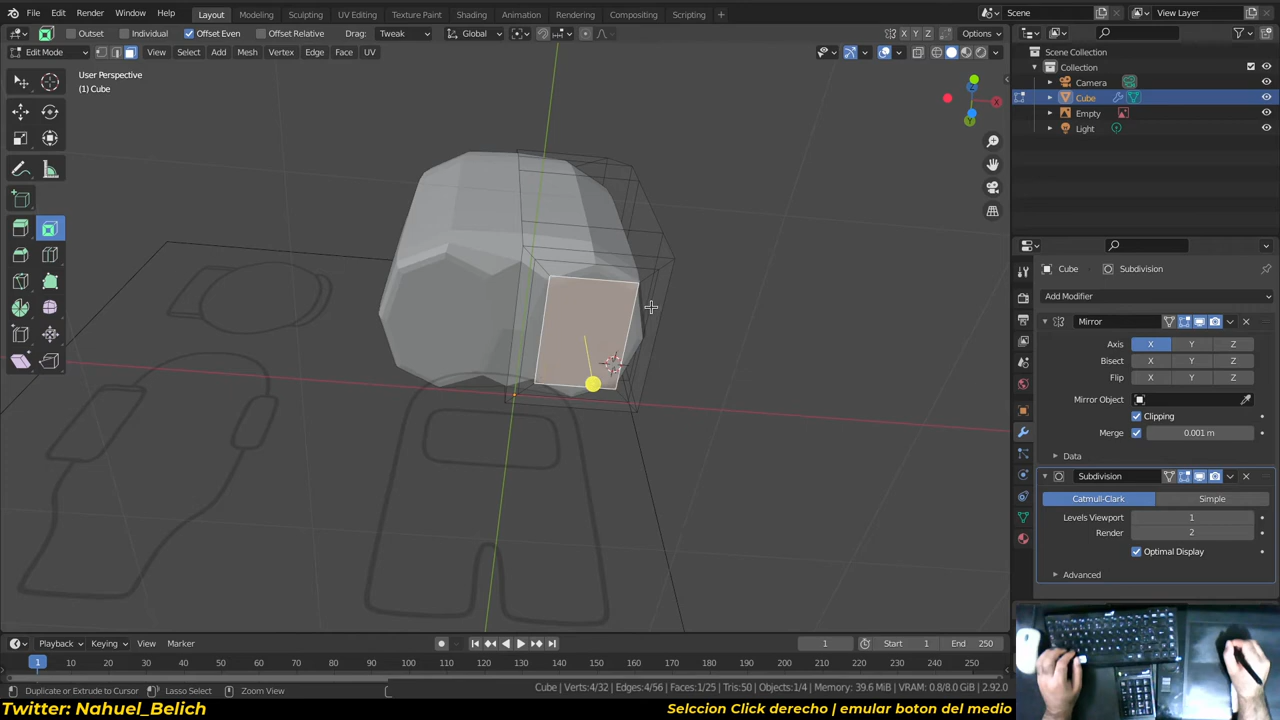 File Edit Render Window Help Layout Modeling Sculpting UV Editing Texture Paint Shading Animation Rendering Compositing Scripting + Scene View Layer
Outset Individual Offset Even Offset Relative Drag: Tweak Global X Y Z Options
Edit Mode View Select Add Mesh Vertex Edge Face UV
User Perspective
(1) Cube
Scene Collection
Collection
Camera
Cube
Empty
Light
Cube Subdivision
Add Modifier
Mirror
Axis X Y Z
Bisect X Y Z
Flip X Y Z
Mirror Object
Clipping
Merge 0.001 m
Data
Subdivision
Catmull-Clark Simple
Levels Viewport 1
Render 2
Optimal Display
Advanced
Playback Keying View Marker 1 Start 1 End 250
1 10 20 30 40 50 60 70 80 90 100 110 120 130 140 150 160 170 180 190 200 210 220 230 240 250
Duplicate or Extrude to Cursor Lasso Select Zoom View Cube | Verts:4/32 | Edges:4/56 | Faces:1/25 | Tris:50 | Objects:1/4 | Memory: 39.6 MiB | VRAM: 0.8/8.0 GiB | 2.92.0
Twitter: Nahuel_Belich Selccion Click derecho | emular boton del medio